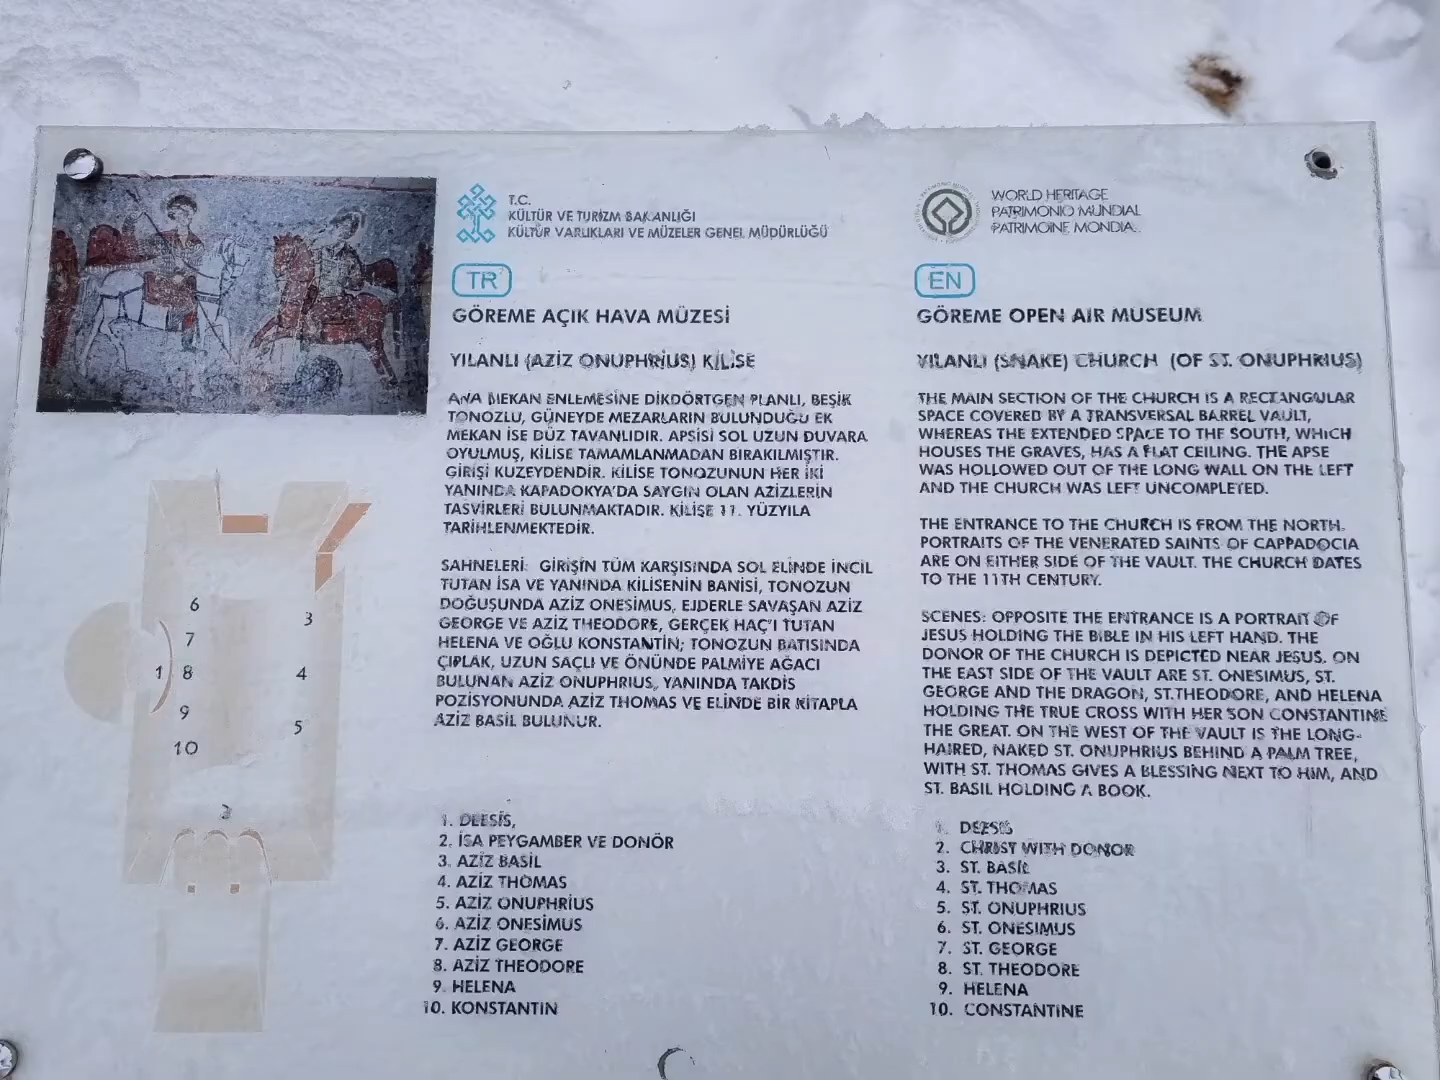 T.C.
KÜLTÜR VE TURİZM BAKANLIĞI
KÜLTÜR VARLIKLARI VE MÜZELER GENEL MÜDÜRLÜĞÜ
TR
GÖREME AÇIK HAVA MÜZESİ
YILANLI (AZİZ ONUPHRİUS) KİLİSE
ANA MEKAN ENLEMESİNE DİKDÖRTGEN PLANLI, BEŞİK
TONOZLU, GÜNEYDE MEZARLARIN BULUNDUĞU EK
MEKAN İSE DÜZ TAVANLIDIR. APSİSİ SOL UZUN DUVARA
OYULMUŞ, KİLİSE TAMAMLANMADAN BIRAKILMIŞTIR.
GİRİŞİ KUZEYDENDİR. KİLİSE TONOZUNUN HER İKİ
YANINDA KAPADOKYA'DA SAYGIN OLAN AZİZLERİN
TASVİRLERİ BULUNMAKTADIR. KİLİSE 11. YÜZYILA
TARİHLENMEKTEDİR.
SAHNELERİ: GİRİŞİN TÜM KARŞISINDA SOL ELİNDE İNCİL
TUTAN İSA VE YANINDA KİLİSENİN BANİSİ, TONOZUN
DOĞUSUNDA AZİZ ONESİMUS, EJDERLE SAVAŞAN AZİZ
GEORGE VE AZİZ THEODORE, GERÇEK HAÇ'I TUTAN
HELENA VE OĞLU KONSTANTİN; TONOZUN BATISINDA
ÇIPLAK, UZUN SAÇLI VE ÖNÜNDE PALMİYE AĞACI
BULUNAN AZİZ ONUPHRIUS, YANINDA TAKDİS
POZİSYONUNDA AZİZ THOMAS VE ELİNDE BİR KİTAPLA
AZİZ BASİL BULUNUR.
1. DEESİS,
2. İSA PEYGAMBER VE DONÖR
3. AZİZ BASİL
4. AZİZ THOMAS
5. AZİZ ONUPHRİUS
6. AZİZ ONESİMUS
7. AZİZ GEORGE
8. AZİZ THEODORE
9. HELENA
10. KONSTANTIN
WORLD HERITAGE
PATRIMONIO MUNDIAL
PATRIMOINE MONDIAL
EN
GÖREME OPEN AIR MUSEUM
YILANLI (SNAKE) CHURCH (OF ST. ONUPHRIUS)
THE MAIN SECTION OF THE CHURCH IS A RECTANGULAR
SPACE COVERED BY A TRANSVERSAL BARREL VAULT,
WHEREAS THE EXTENDED SPACE TO THE SOUTH, WHICH
HOUSES THE GRAVES, HAS A FLAT CEILING. THE APSE
WAS HOLLOWED OUT OF THE LONG WALL ON THE LEFT
AND THE CHURCH WAS LEFT UNCOMPLETED.
THE ENTRANCE TO THE CHURCH IS FROM THE NORTH.
PORTRAITS OF THE VENERATED SAINTS OF CAPPADOCIA
ARE ON EITHER SIDE OF THE VAULT. THE CHURCH DATES
TO THE 11TH CENTURY.
SCENES: OPPOSITE THE ENTRANCE IS A PORTRAIT OF
JESUS HOLDING THE BIBLE IN HIS LEFT HAND. THE
DONOR OF THE CHURCH IS DEPICTED NEAR JESUS. ON
THE EAST SIDE OF THE VAULT ARE ST. ONESIMUS, ST.
GEORGE AND THE DRAGON, ST.THEODORE, AND HELENA
HOLDING THE TRUE CROSS WITH HER SON CONSTANTINE
THE GREAT. ON THE WEST OF THE VAULT IS THE LONG-
HAIRED, NAKED ST. ONUPHRIUS BEHIND A PALM TREE,
WITH ST. THOMAS GIVES A BLESSING NEXT TO HIM, AND
ST. BASIL HOLDING A BOOK.
1. DEESIS
2. CHRIST WITH DONOR
3. ST. BASIL
4. ST. THOMAS
5. ST. ONUPHRIUS
6. ST. ONESIMUS
7. ST. GEORGE
8. ST. THEODORE
9. HELENA
10. CONSTANTINE
6
3
7
1 8 4
9
5
10